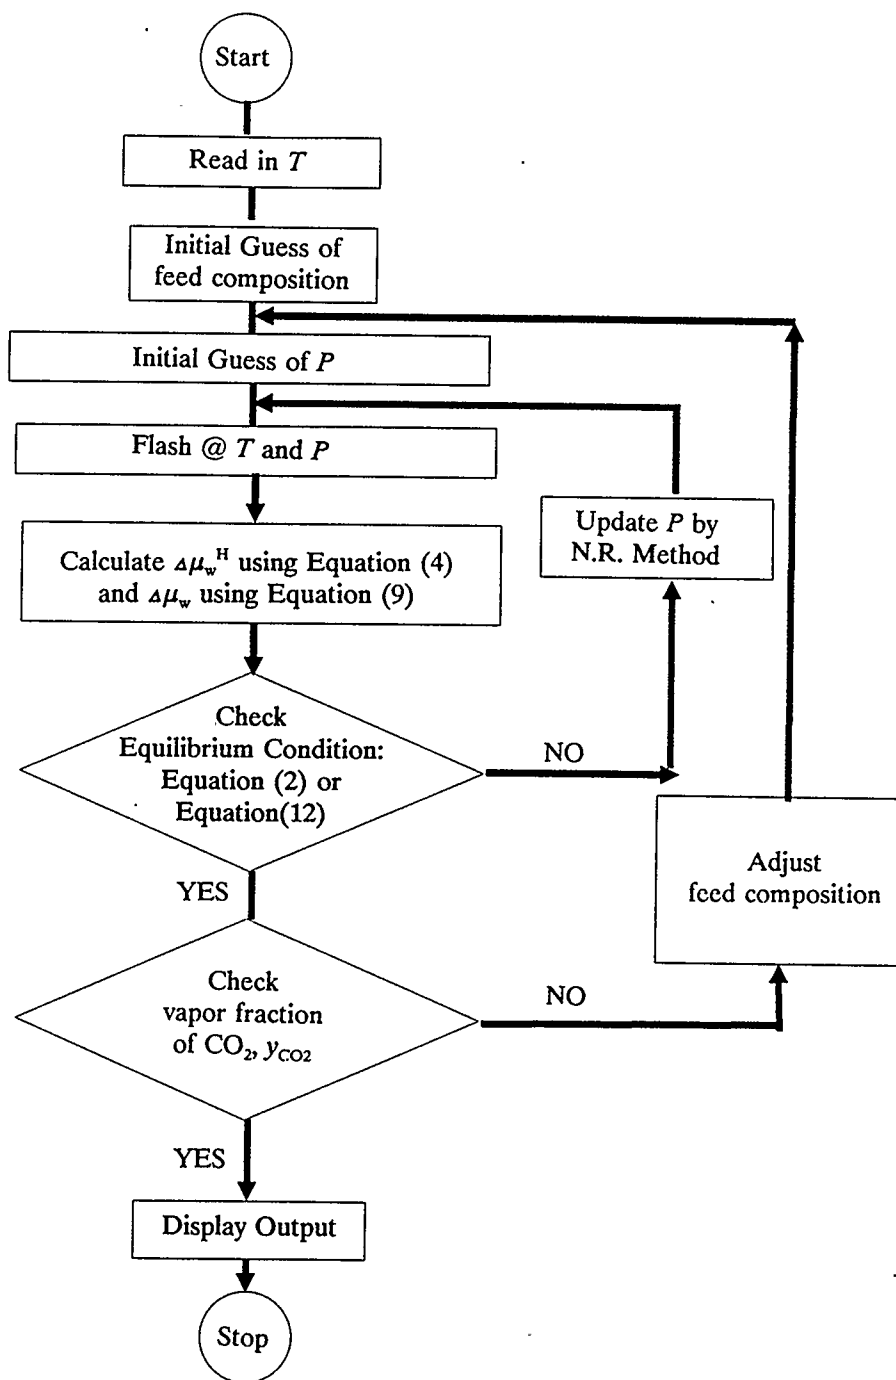 Start
Read in T
Initial Guess of
feed composition
Initial Guess of P
Flash @ T and P
Update P by
N.R. Method
Calculate Δμwᴴ using Equation (4)
and Δμw using Equation (9)
Check
Equilibrium Condition:
Equation (2) or
Equation(12)
NO
Adjust
feed composition
YES
Check
vapor fraction
of CO₂, yCO2
NO
YES
Display Output
Stop